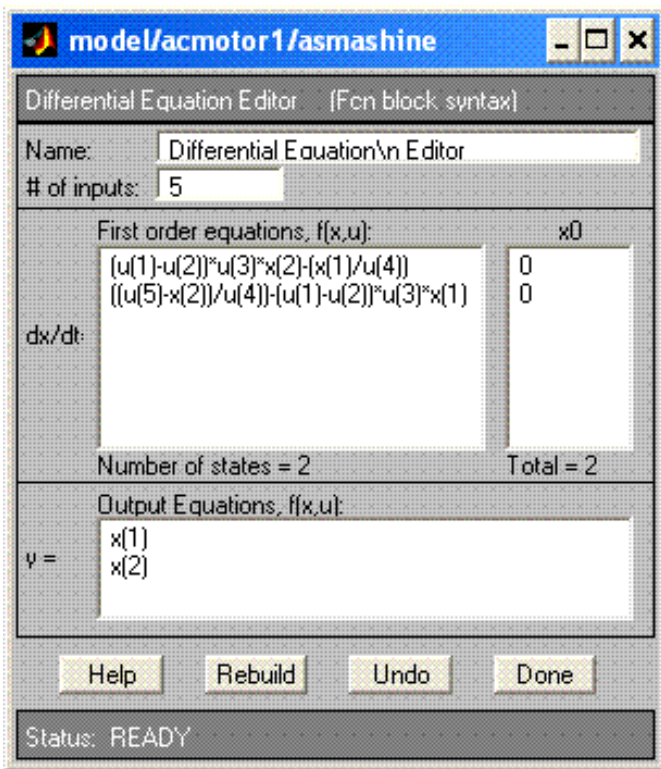 model/acmotor1/asmashine
Differential Equation Editor (Fcn block syntax)
Name: Differential Equation\n Editor
# of inputs: 5
First order equations, f(x,u): x0
(u(1)-u(2))*u(3)*x(2)-(x(1)/u(4)) 0
((u(5)-x(2))/u(4))-(u(1)-u(2))*u(3)*x(1) 0
dx/dt:
Number of states = 2 Total = 2
Output Equations, f(x,u):
x(1)
y =
x(2)
Help Rebuild Undo Done
Status: READY